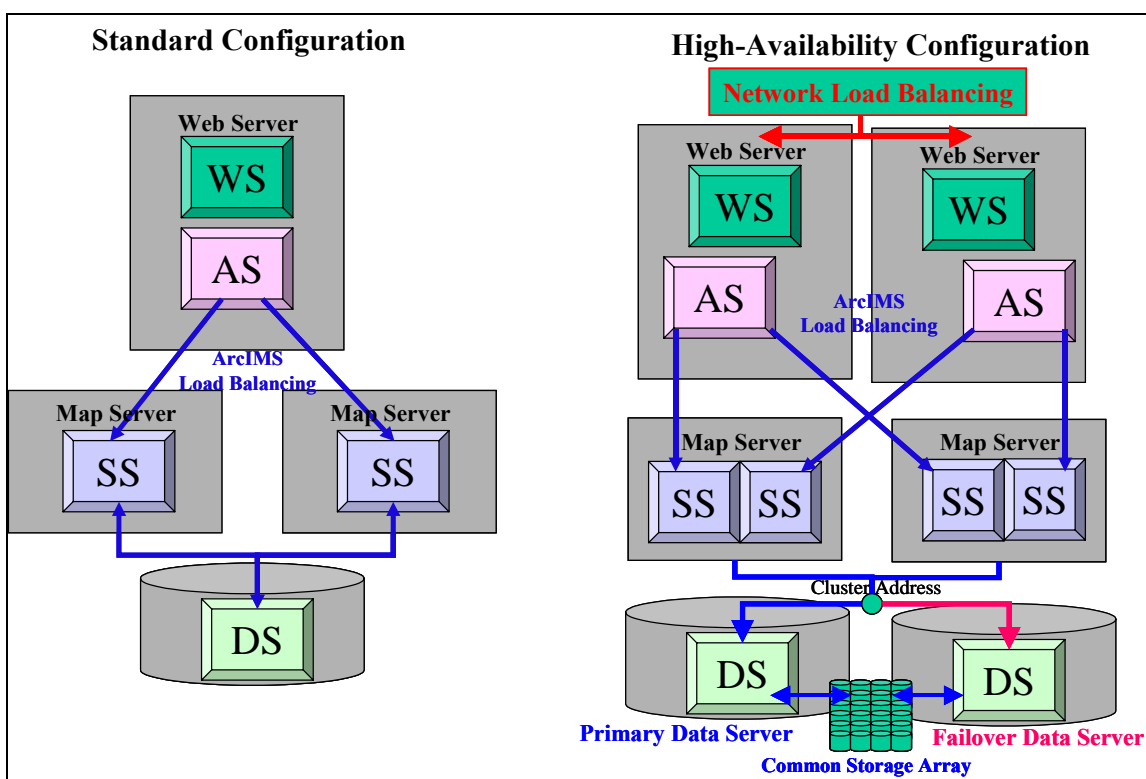 Standard Configuration
Web Server
WS
AS
ArcIMS
Load Balancing
Map Server
SS
Map Server
SS
DS
High-Availability Configuration
Network Load Balancing
Web Server
WS
AS
Web Server
WS
AS
ArcIMS
Load Balancing
Map Server
SS
SS
Map Server
SS
SS
Cluster Address
DS
DS
Primary Data Server
Failover Data Server
Common Storage Array